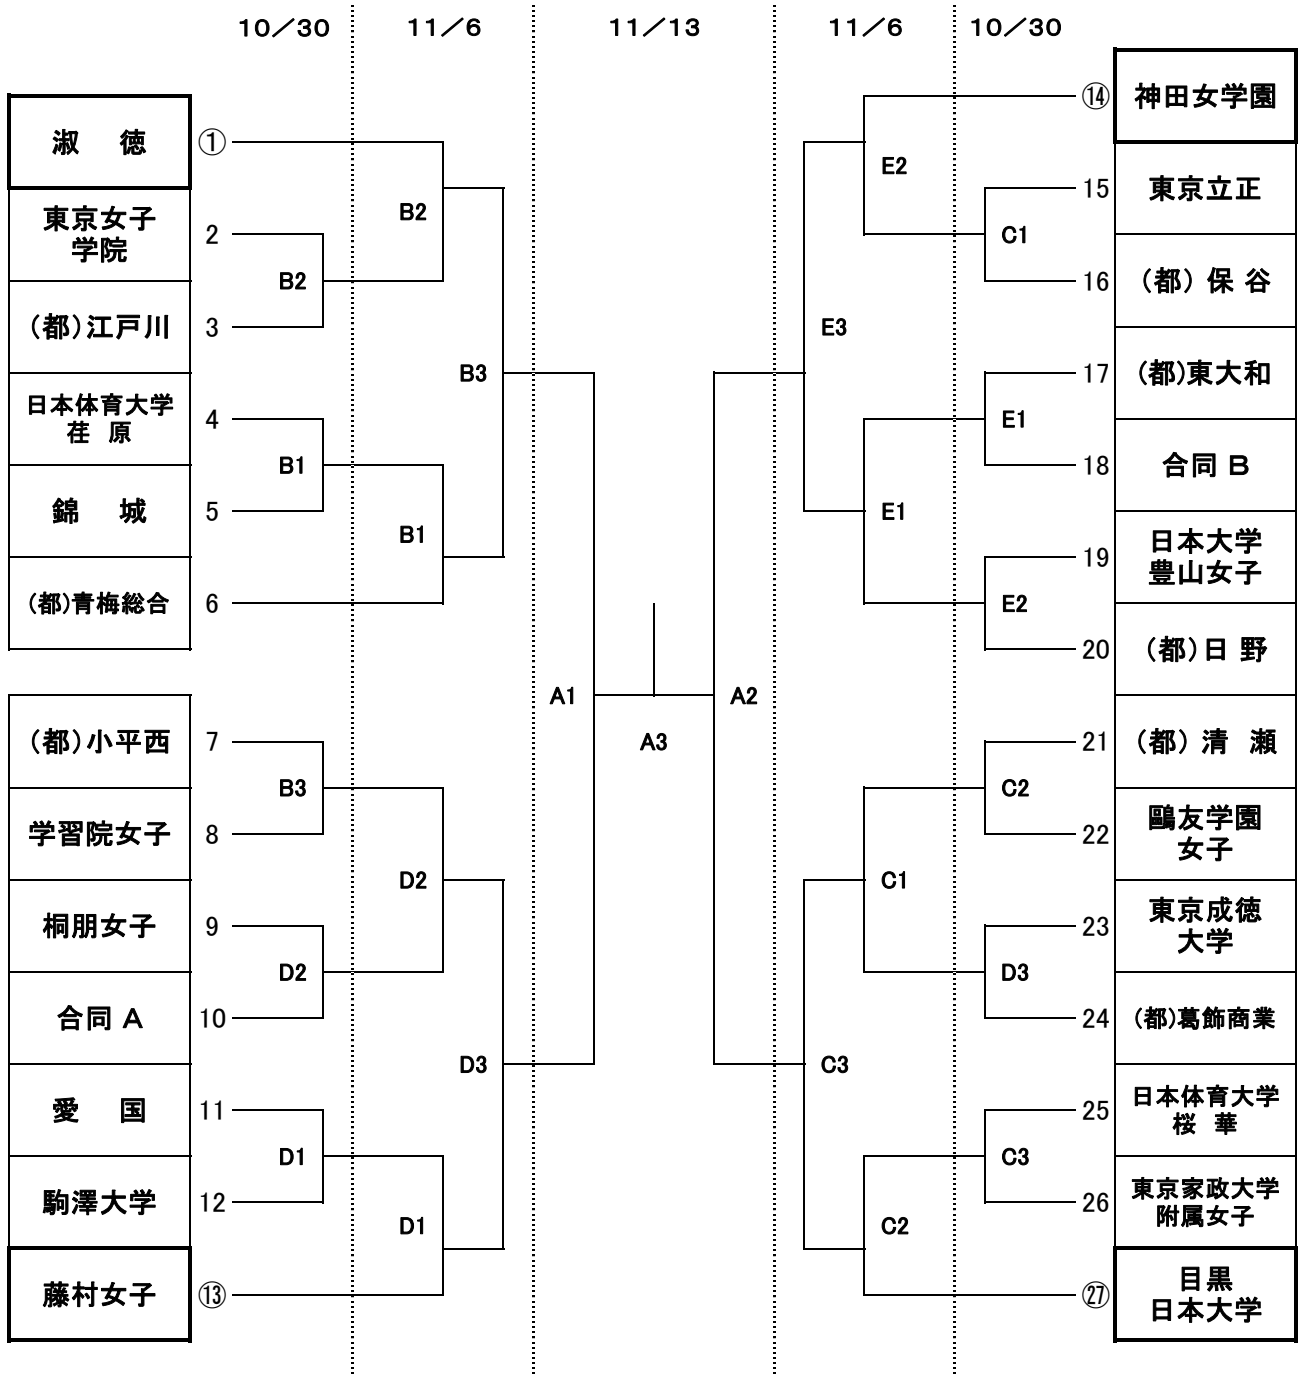 10／30 11／6 11／13 11／6 10／30
淑 徳 ①
東京女子
学院 2
(都)江戸川 3
日本体育大学
荏 原 4
錦 城 5
(都)青梅総合 6
(都)小平西 7
学習院女子 8
桐朋女子 9
合同 A 10
愛 国 11
駒澤大学 12
藤村女子 ⑬
B2
B1
B3
D2
D1
B2
B1
D2
D1
B3
D3
A1
A3
A2
E3
C3
E2
E1
C1
C2
C1
E1
E2
C2
D3
C3
⑭ 神田女学園
15 東京立正
16 (都) 保 谷
17 (都)東大和
18 合同 B
19 日本大学
豊山女子
20 (都)日 野
21 (都) 清 瀬
22 鷗友学園
女子
23 東京成徳
大学
24 (都)葛飾商業
25 日本体育大学
桜 華
26 東京家政大学
附属女子
㉗ 目黒
日本大学